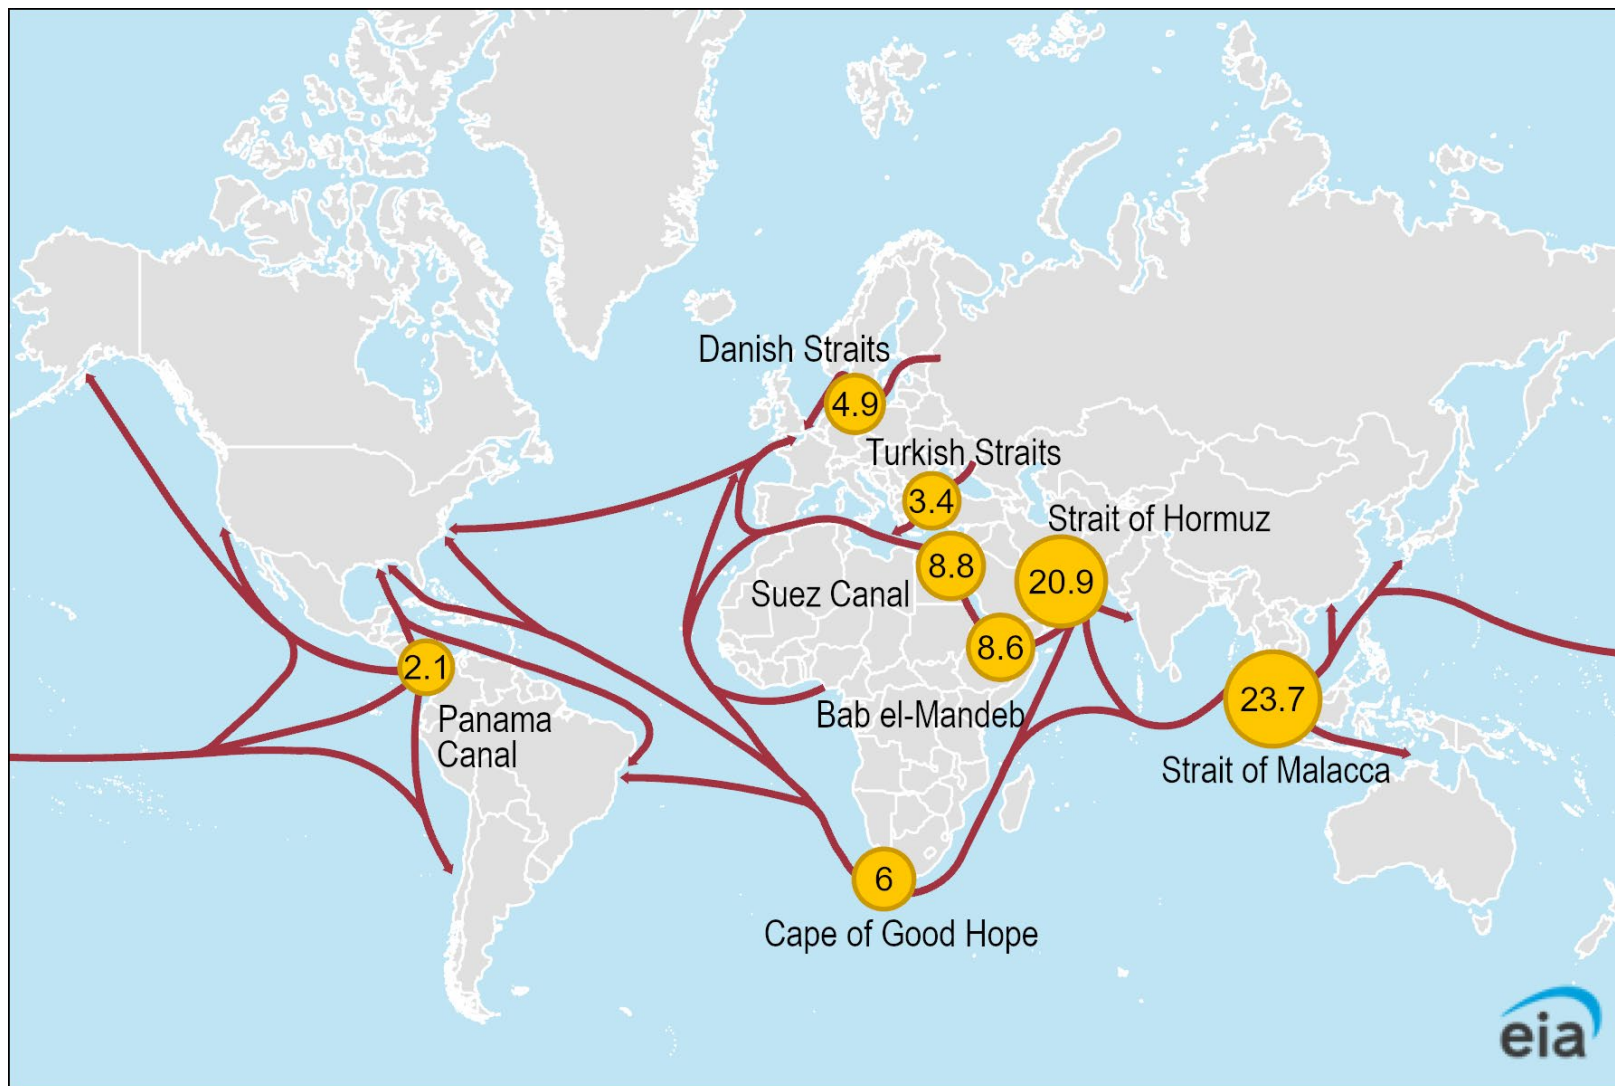 Danish Straits
4.9
Turkish Straits
3.4
Strait of Hormuz
20.9
8.8
Suez Canal
8.6
Bab el-Mandeb
2.1
Panama
Canal
23.7
Strait of Malacca
6
Cape of Good Hope
eia